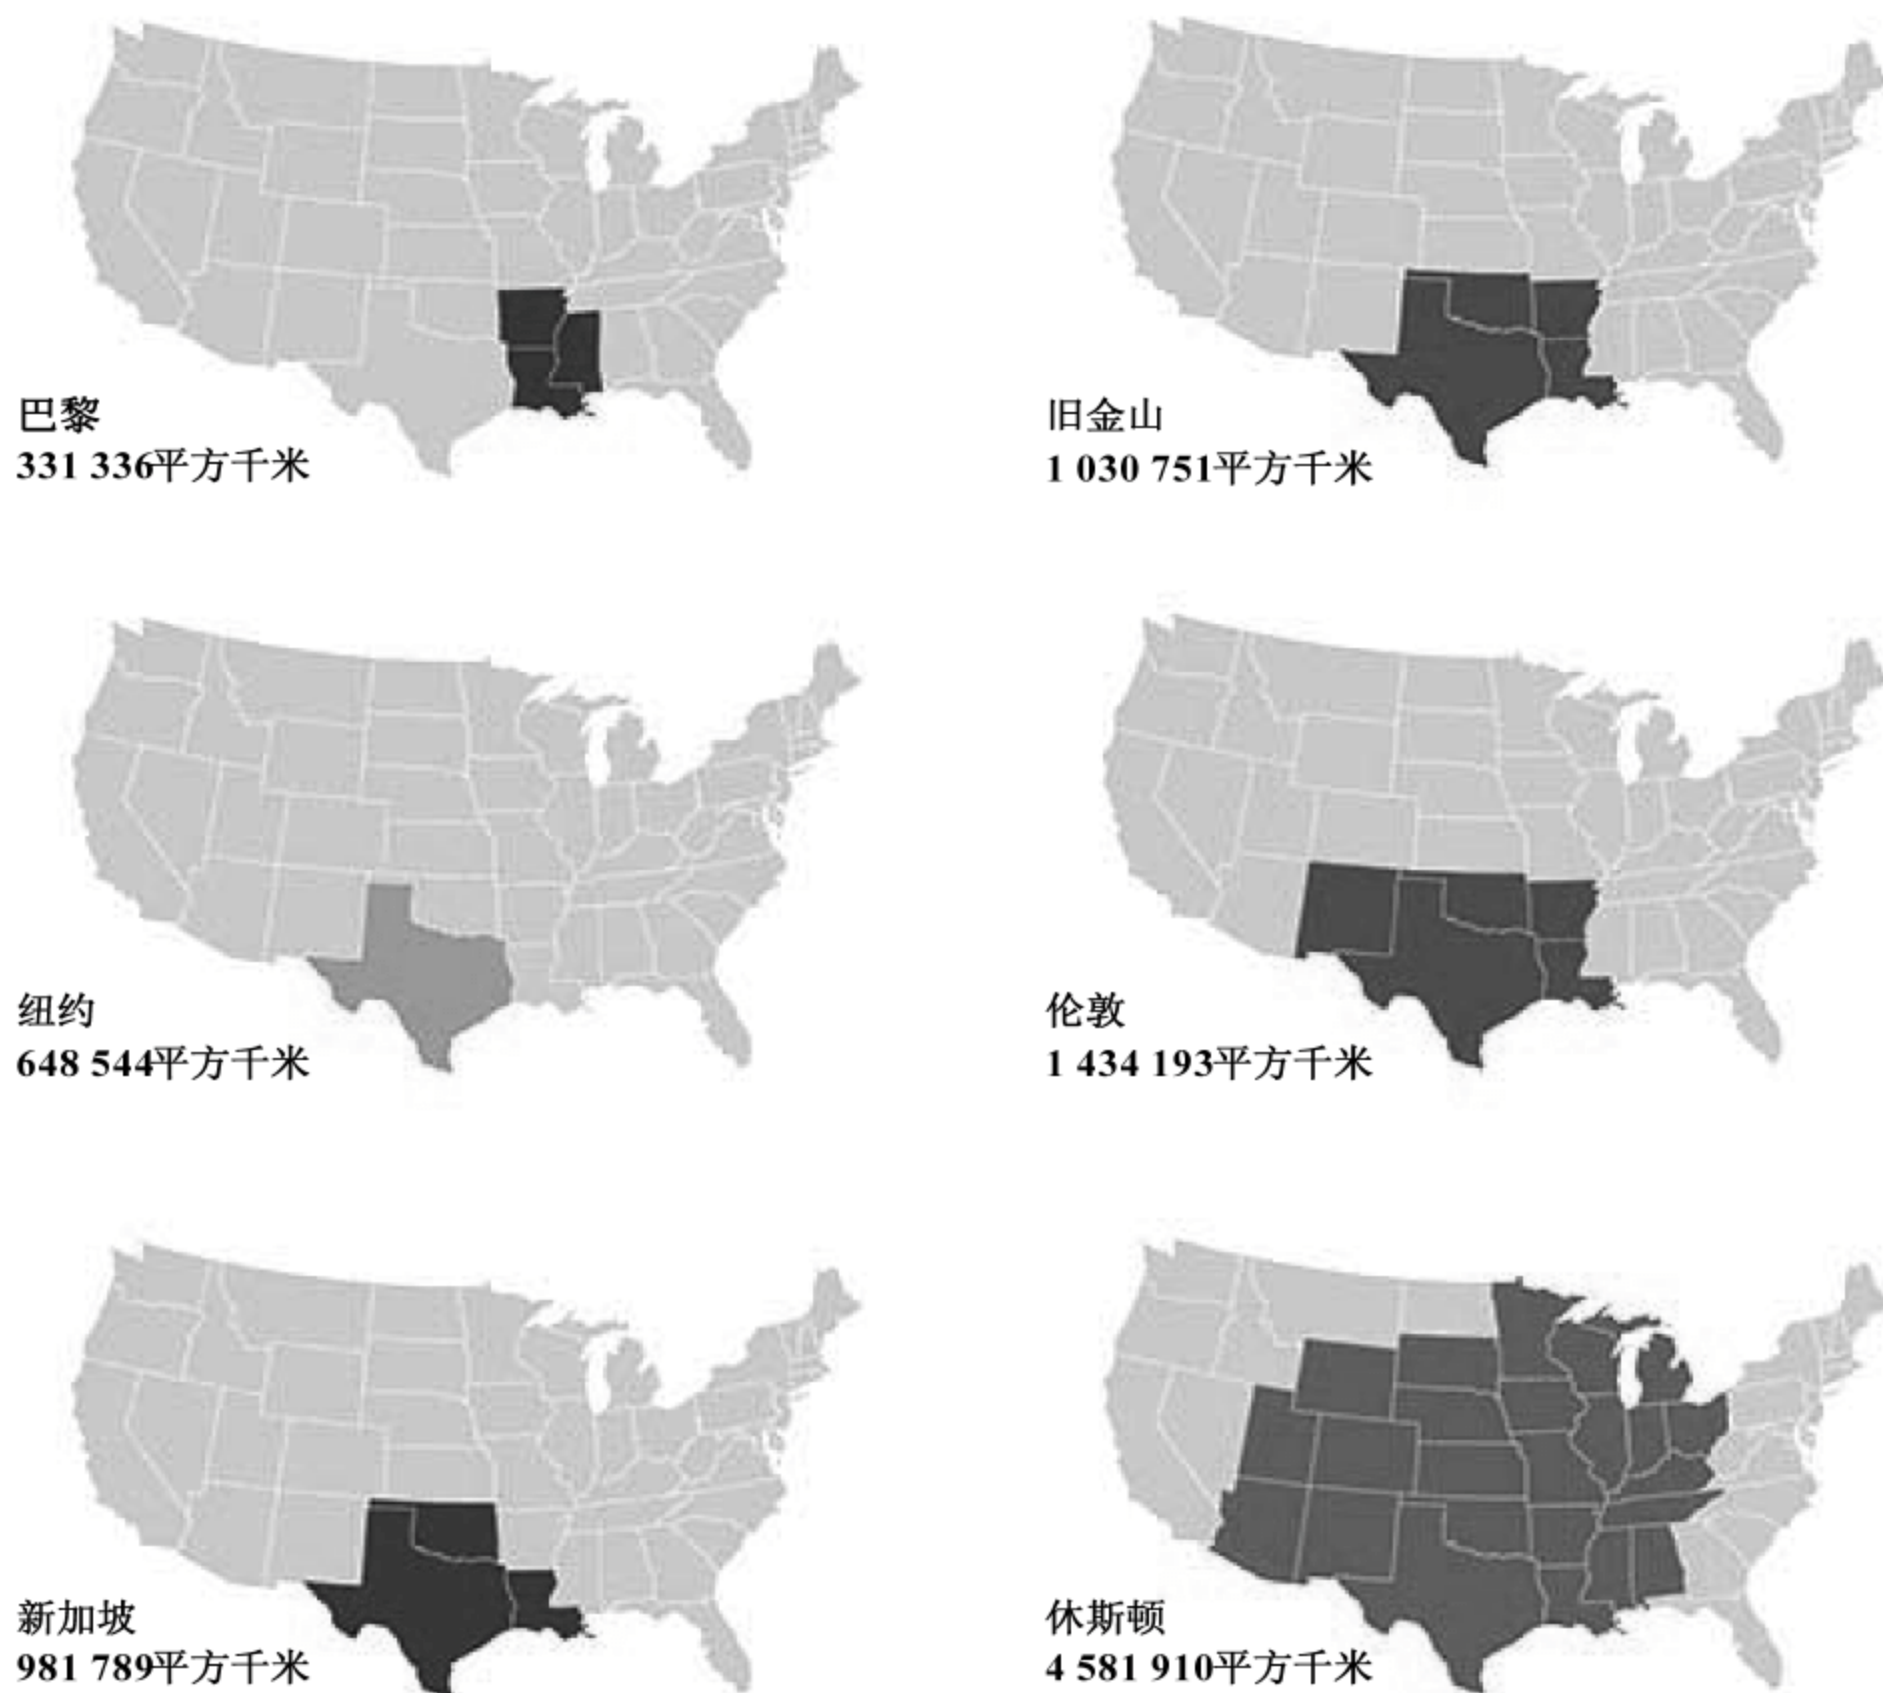 巴黎
331 336平方千米
旧金山
1 030 751平方千米
纽约
648 544平方千米
伦敦
1 434 193平方千米
新加坡
981 789平方千米
休斯顿
4 581 910平方千米